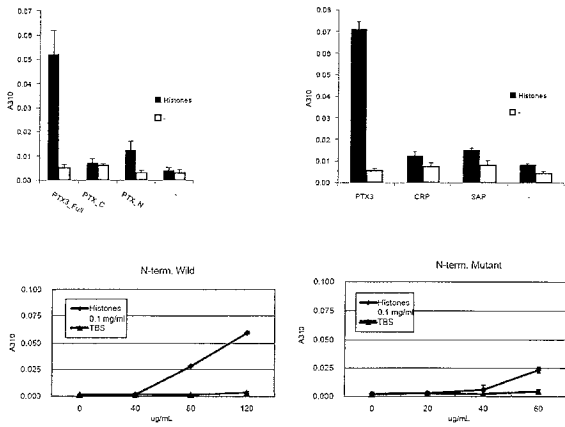 0.07
0.06
0.05
0.04
0.03
0.02
0.01
0.00
A310
Histones
-
PTX3_Full
PTX_C
PTX_N
-
0.08
0.07
0.06
0.05
0.04
0.03
0.02
0.01
0.00
A310
Histones
-
PTX3
CRP
SAP
-
N-term. Wild
0.100
0.075
0.050
0.025
0.000
A310
Histones
0.1 mg/ml
TBS
0 40 80 120
ug/mL
N-term. Mutant
0.100
0.075
0.050
0.025
0.000
A310
Histones
0.1 mg/ml
TBS
0 20 40 60
ug/mL